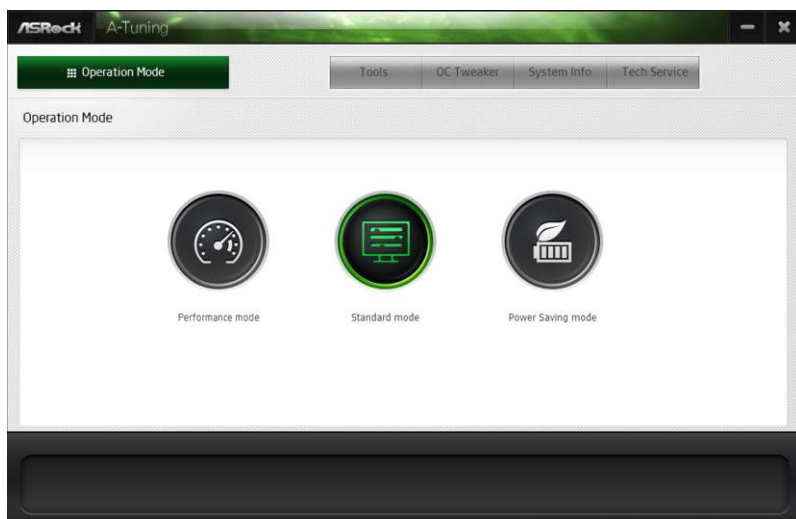 ASRock A-Tuning
Operation Mode Tools OC Tweaker System Info Tech Service
Operation Mode
Performance mode Standard mode Power Saving mode